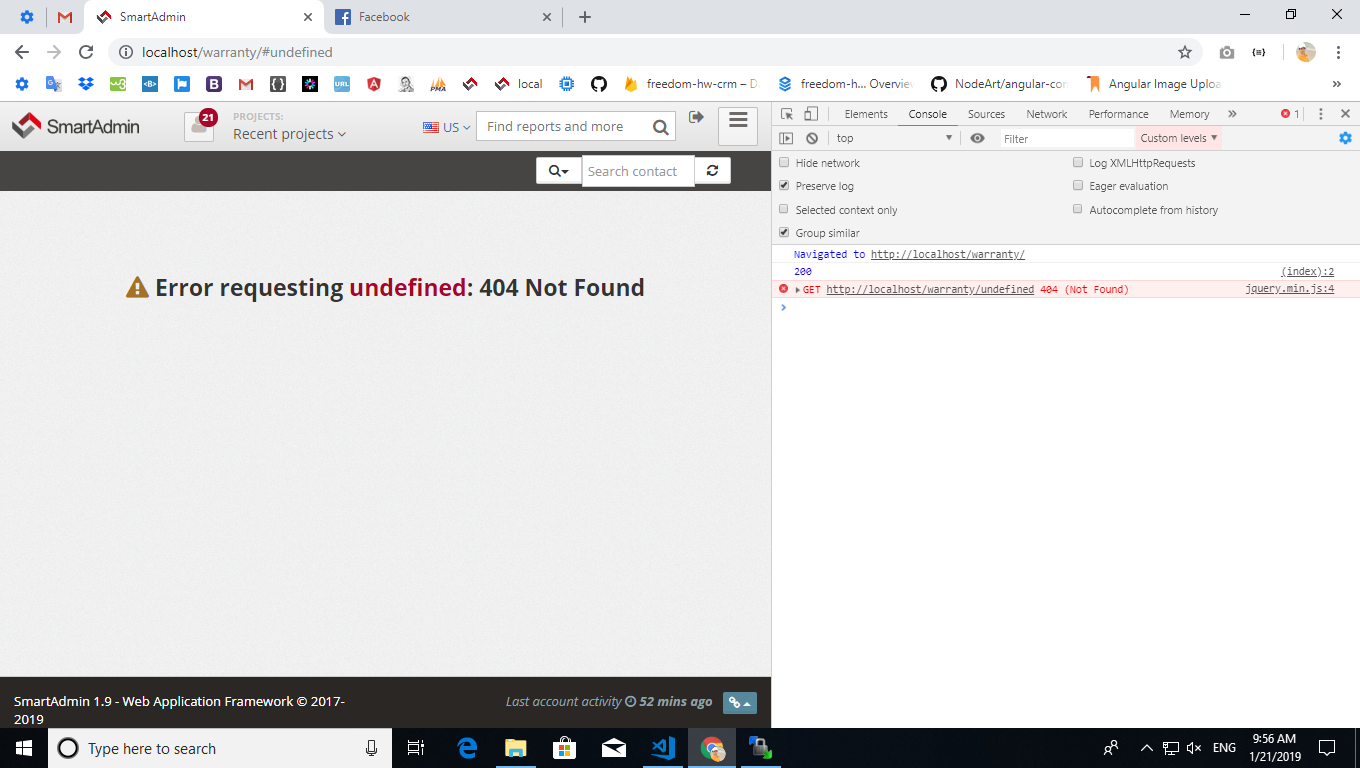 SmartAdmin
Facebook
localhost/warranty/#undefined
local
freedom-hw-crm – D
freedom-h... Overview
NodeArt/angular-con
Angular Image Uploa
SmartAdmin
21
PROJECTS:
Recent projects
US
Find reports and more
Search contact
Error requesting undefined: 404 Not Found
SmartAdmin 1.9 - Web Application Framework © 2017-
2019
Last account activity 52 mins ago
Elements Console Sources Network Performance Memory » 1
top
Filter
Custom levels
Hide network
Log XMLHttpRequests
Preserve log
Eager evaluation
Selected context only
Autocomplete from history
Group similar
Navigated to http://localhost/warranty/
200 (index):2
GET http://localhost/warranty/undefined 404 (Not Found) jquery.min.js:4
Type here to search
ENG
9:56 AM
1/21/2019